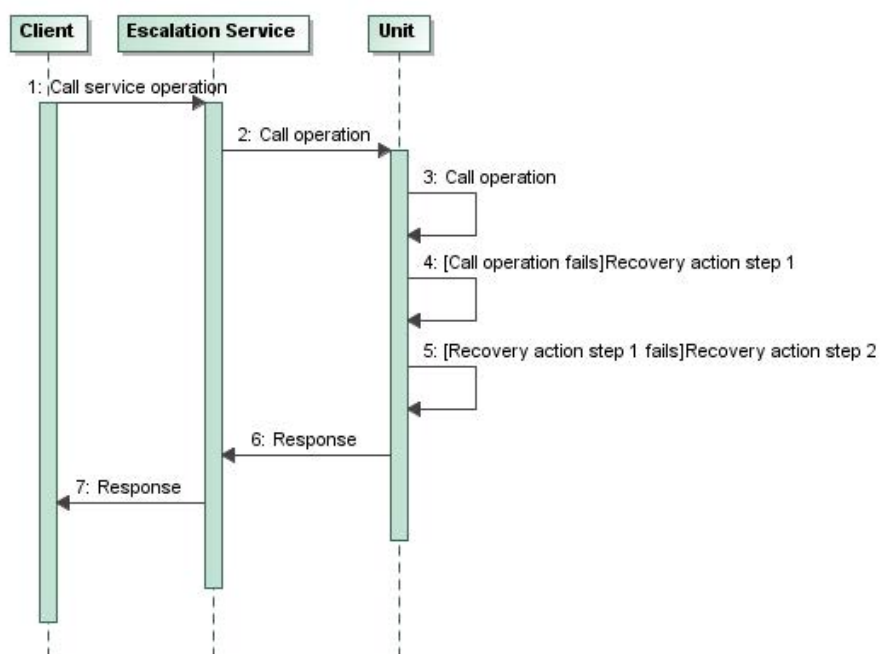 Client
Escalation Service
Unit
1: Call service operation
2: Call operation
3: Call operation
4: [Call operation fails]Recovery action step 1
5: [Recovery action step 1 fails]Recovery action step 2
6: Response
7: Response